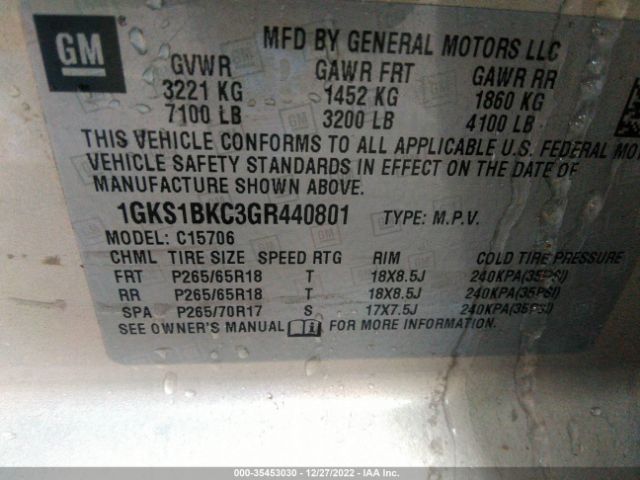 GM
MFD BY GENERAL MOTORS LLC
GVWR GAWR FRT GAWR RR
3221 KG 1452 KG 1860 KG
7100 LB 3200 LB 4100 LB
THIS VEHICLE CONFORMS TO ALL APPLICABLE U.S. FEDERAL MO
VEHICLE SAFETY STANDARDS IN EFFECT ON THE DATE OF
MANUFACTURE SHOWN ABOVE.
1GKS1BKC3GR440801 TYPE: M.P.V.
MODEL: C15706
CHML TIRE SIZE SPEED RTG RIM COLD TIRE PRESSURE
FRT P265/65R18 T 18X8.5J 240KPA(35PSI)
RR P265/65R18 T 18X8.5J 240KPA(35PSI)
SPA P265/70R17 S 17X7.5J 240KPA(35PSI)
SEE OWNER'S MANUAL FOR MORE INFORMATION.
000-35453030 - 12/27/2022 - IAA Inc.